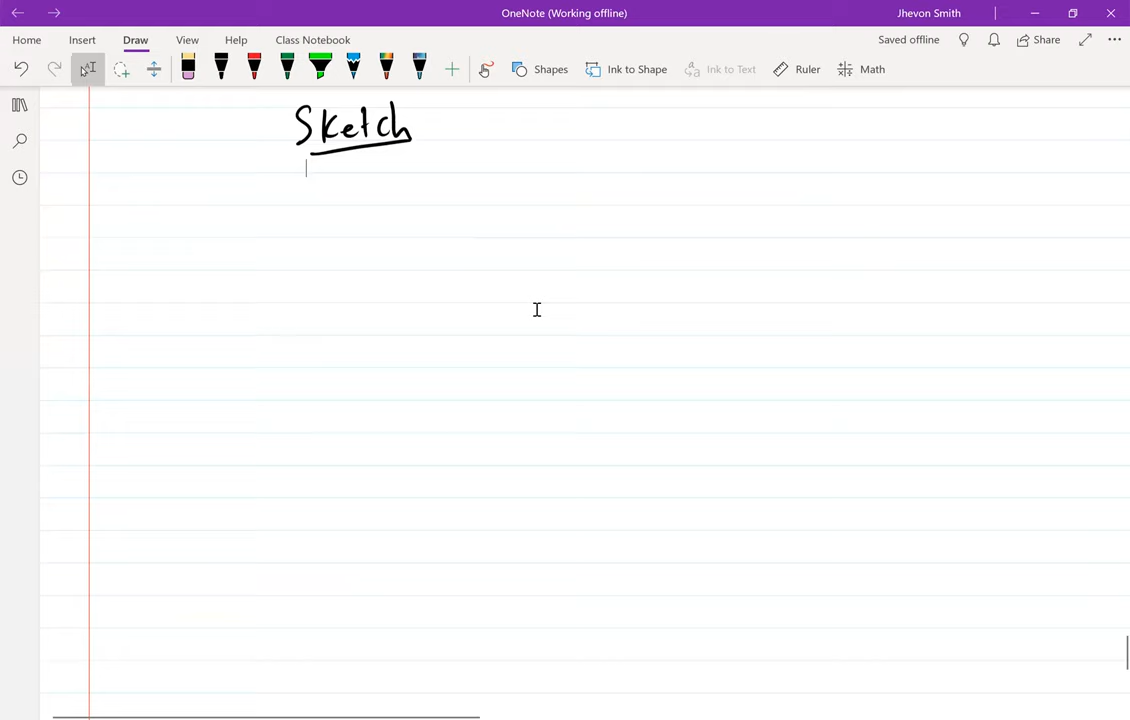 OneNote (Working offline)
Jhevon Smith
Home Insert Draw View Help Class Notebook
Saved offline
Share
Shapes
Ink to Shape
Ink to Text
Ruler
Math
Sketch